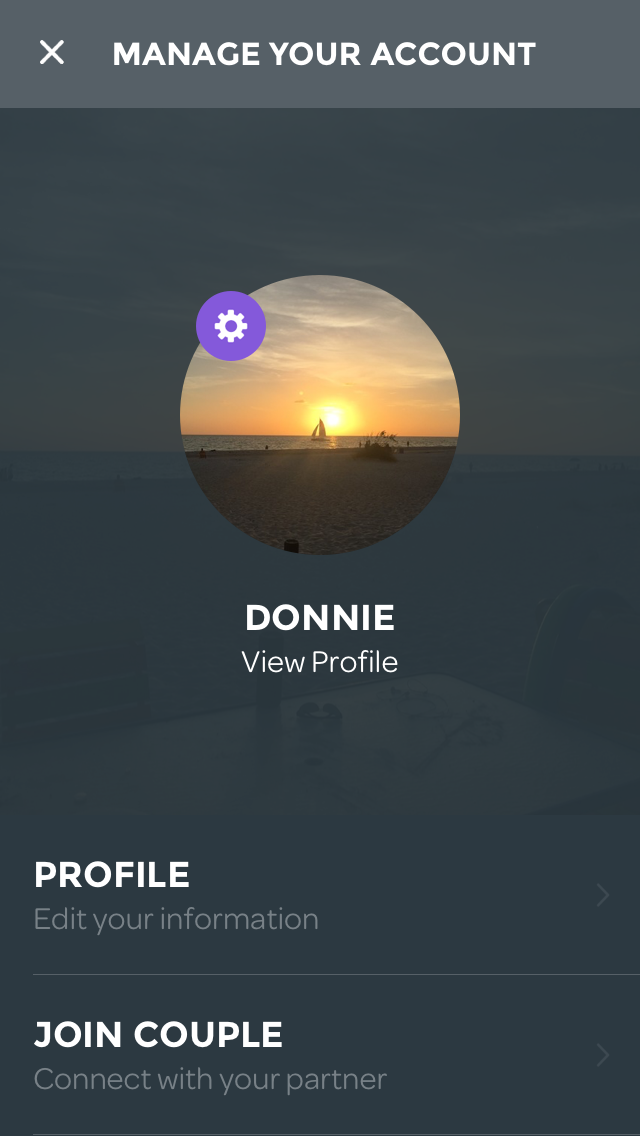 MANAGE YOUR ACCOUNT
DONNIE
View Profile
PROFILE
Edit your information
JOIN COUPLE
Connect with your partner